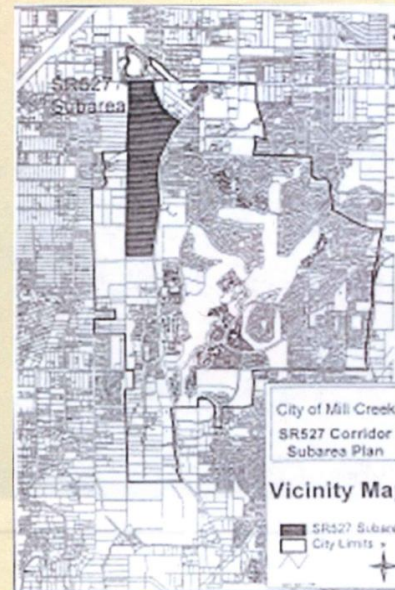 SR527
Subarea
City of Mill Creek
SR527 Corridor
Subarea Plan
Vicinity Ma
SR527 Subare
City Limits